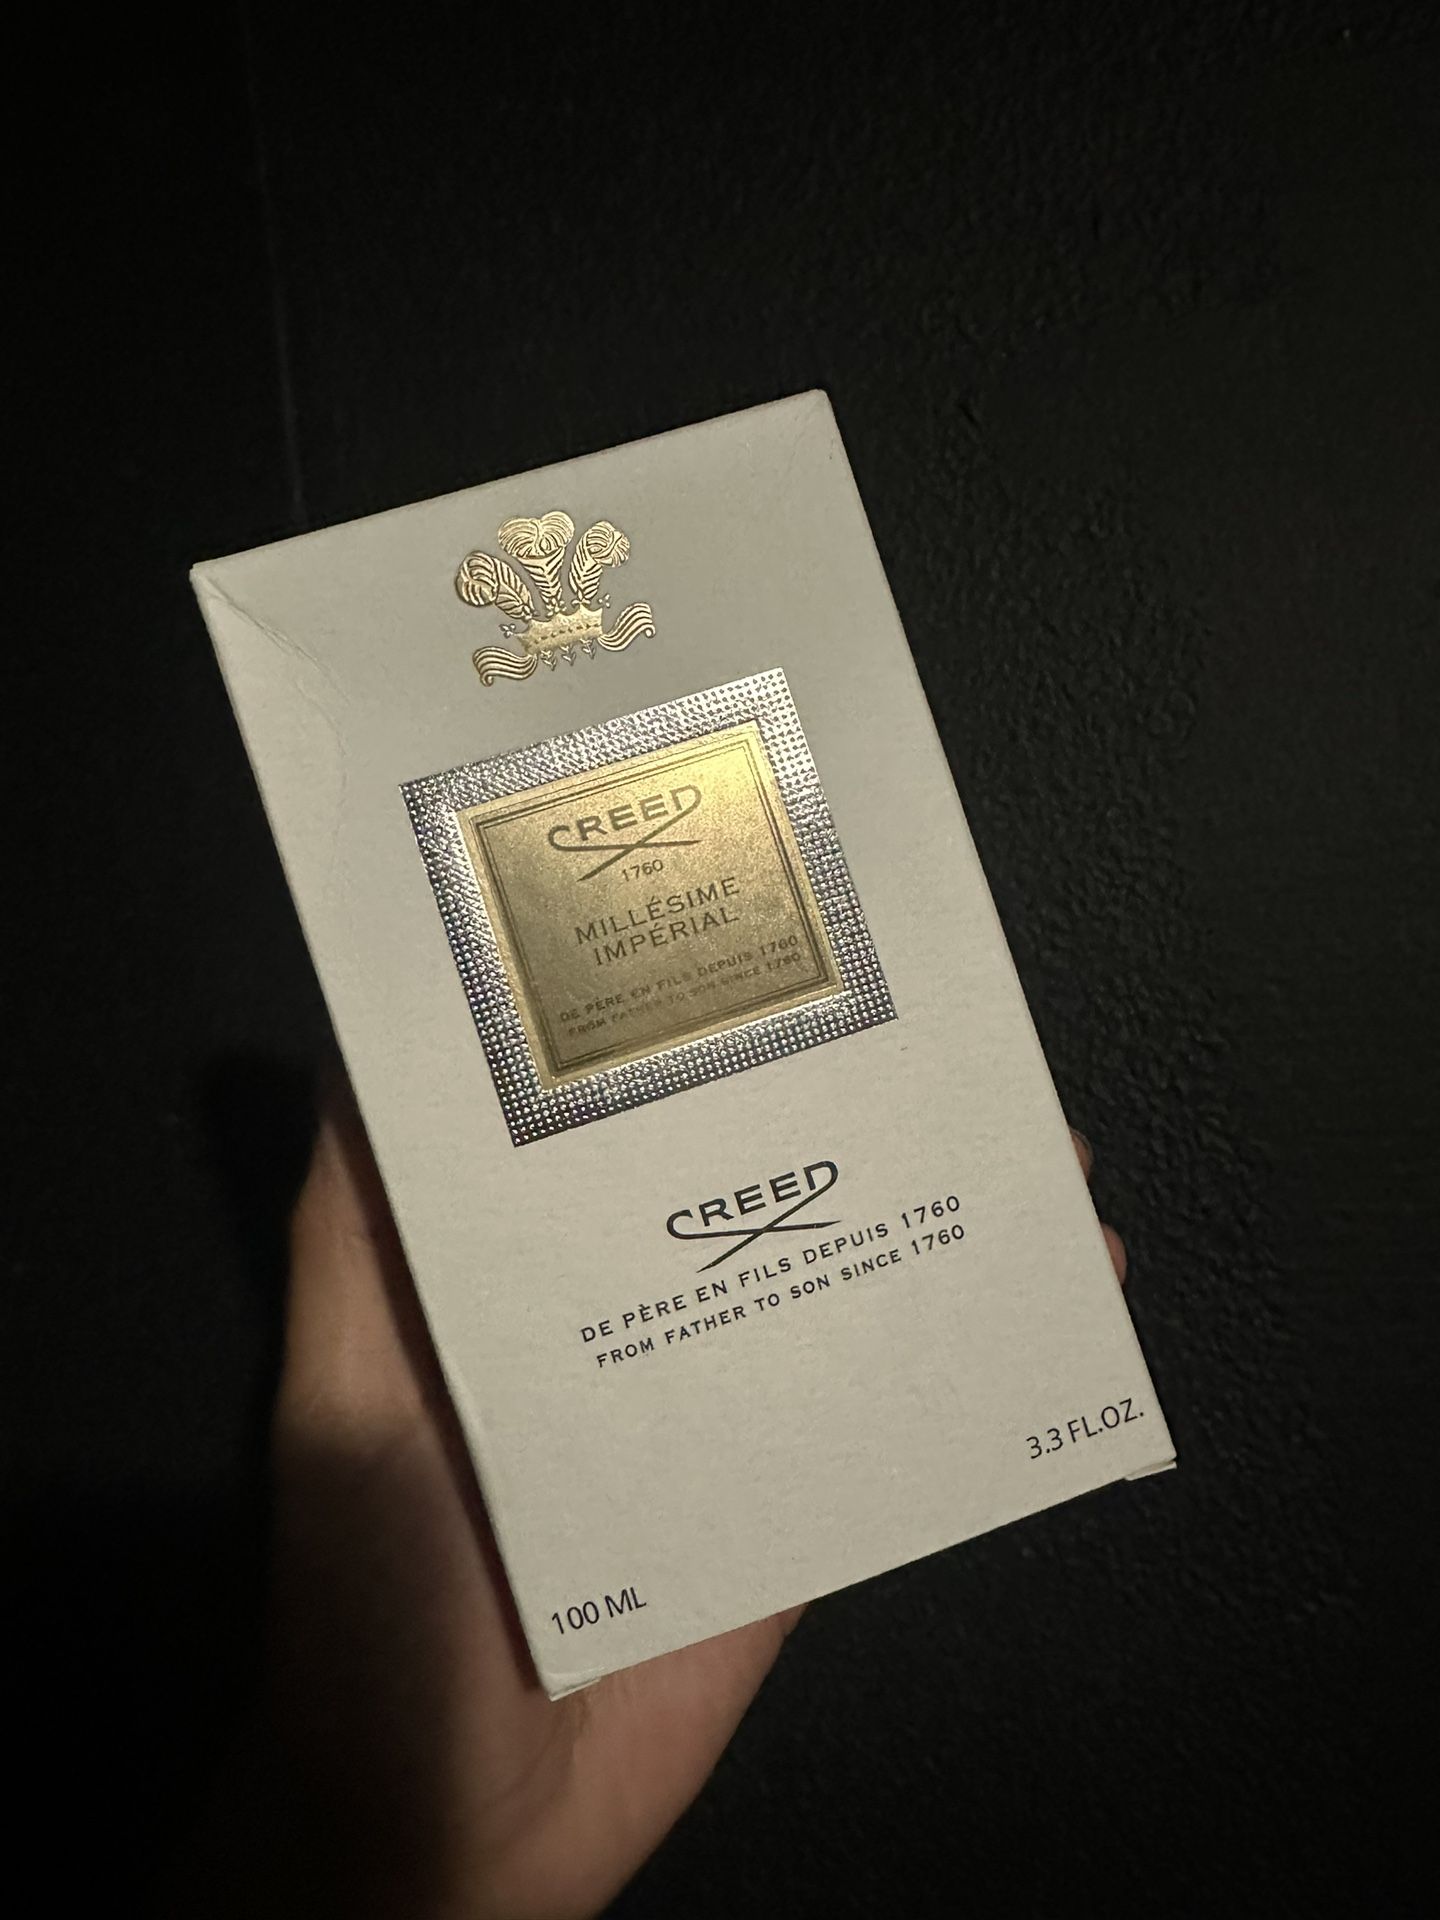 CREED
1760
MILLÉSIME
IMPÉRIAL
DE PÈRE EN FILS DEPUIS 1760
FROM FATHER TO SON SINCE 1760
CREED
DE PÈRE EN FILS DEPUIS 1760
FROM FATHER TO SON SINCE 1760
3.3 FL.OZ.
100 ML